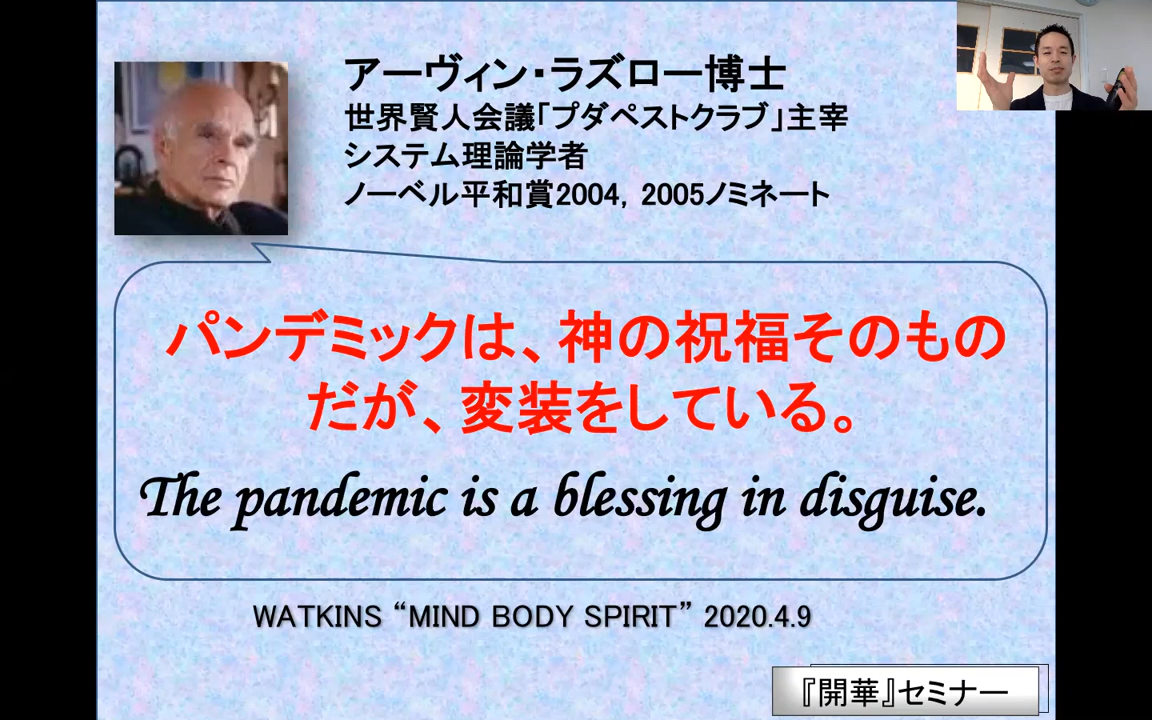 アーヴィン・ラズロー博士
世界賢人会議「プダペストクラブ」主宰
システム理論学者
ノーベル平和賞2004，2005ノミネート
パンデミックは、神の祝福そのもの
だが、変装をしている。
The pandemic is a blessing in disguise.
WATKINS “MIND BODY SPIRIT” 2020.4.9
『開華』セミナー